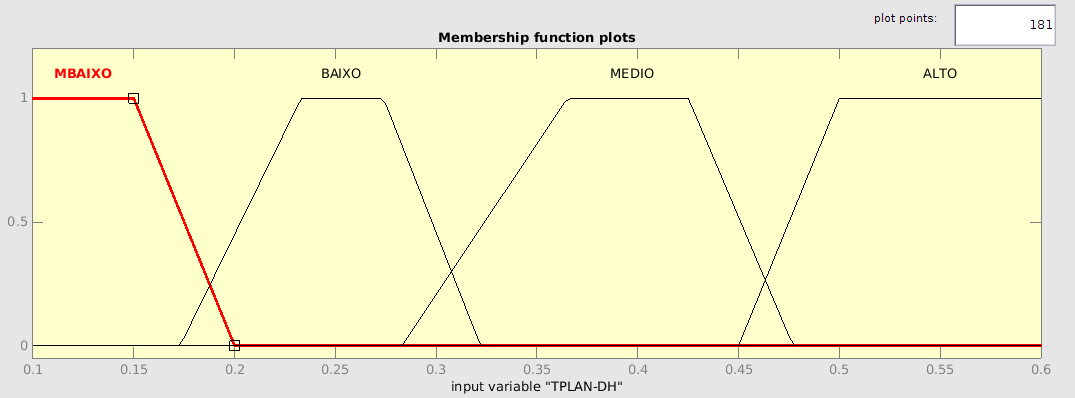 plot points: 181
Membership function plots
MBAIXO BAIXO MEDIO ALTO
1
0.5
0
0.1 0.15 0.2 0.25 0.3 0.35 0.4 0.45 0.5 0.55 0.6
input variable "TPLAN-DH"